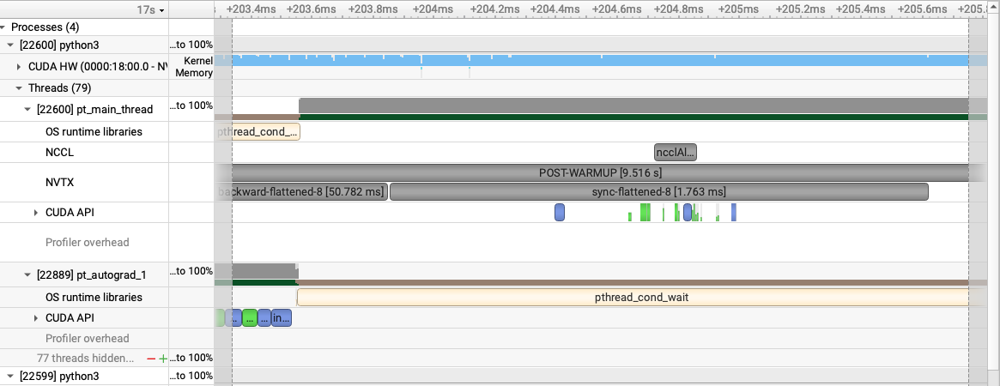 17s +203.4ms +203.6ms +203.8ms +204ms +204.2ms +204.4ms +204.6ms +204.8ms +205ms +205.2ms +205.4ms +205.6ms +205.
Processes (4)
[22600] python3 ...to 100%
CUDA HW (0000:18:00.0 - NV Kernel
Memory
Threads (79)
[22600] pt_main_thread ...to 100%
OS runtime libraries pthread_cond_...
NCCL ncclAl...
NVTX POST-WARMUP [9.516 s]
backward-flattened-8 [50.782 ms] sync-flattened-8 [1.763 ms]
CUDA API
Profiler overhead
[22889] pt_autograd_1 ...to 100%
OS runtime libraries pthread_cond_wait
CUDA API ... ... ... in...
Profiler overhead
77 threads hidden... − + ...to 100%
[22599] python3 ...to 100%